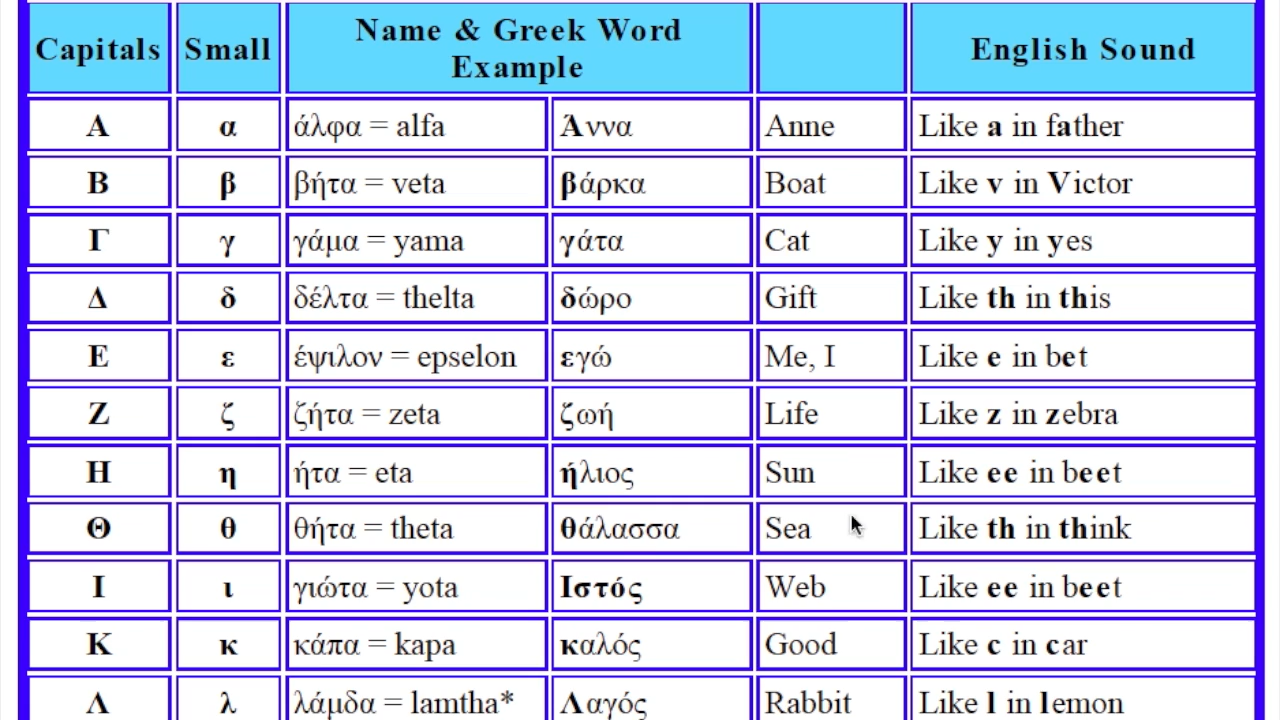 Capitals Small Name & Greek Word Example English Sound
Α α άλφα = alfa Άννα Anne Like a in father
Β β βήτα = veta βάρκα Boat Like v in Victor
Γ γ γάμα = yama γάτα Cat Like y in yes
Δ δ δέλτα = thelta δώρο Gift Like th in this
Ε ε έψιλον = epselon εγώ Me, I Like e in bet
Ζ ζ ζήτα = zeta ζωή Life Like z in zebra
Η η ήτα = eta ήλιος Sun Like ee in beet
Θ θ θήτα = theta θάλασσα Sea Like th in think
Ι ι γιώτα = yota Ιστός Web Like ee in beet
Κ κ κάπα = kapa καλός Good Like c in car
Λ λ λάμδα = lamtha* Λαγός Rabbit Like l in lemon